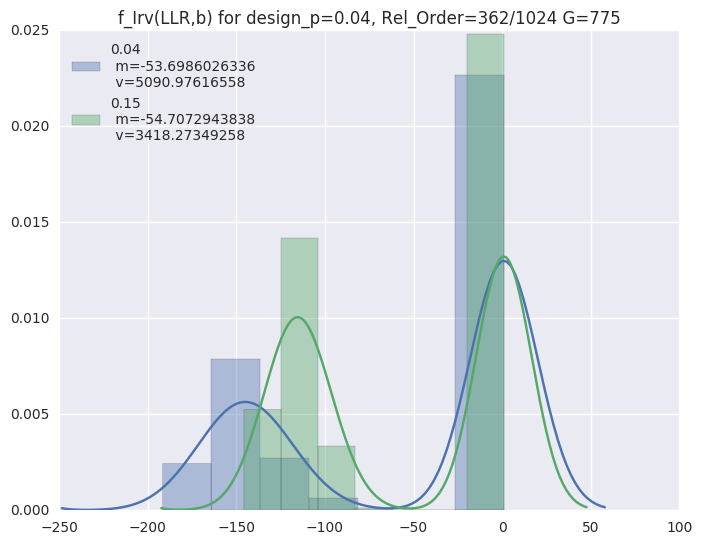 f_Irv(LLR,b) for design_p=0.04, Rel_Order=362/1024 G=775
0.04
m=-53.6986026336
v=5090.97616558
0.15
m=-54.7072943838
v=3418.27349258
0.025
0.020
0.015
0.010
0.005
0.000
−250 −200 −150 −100 −50 0 50 100